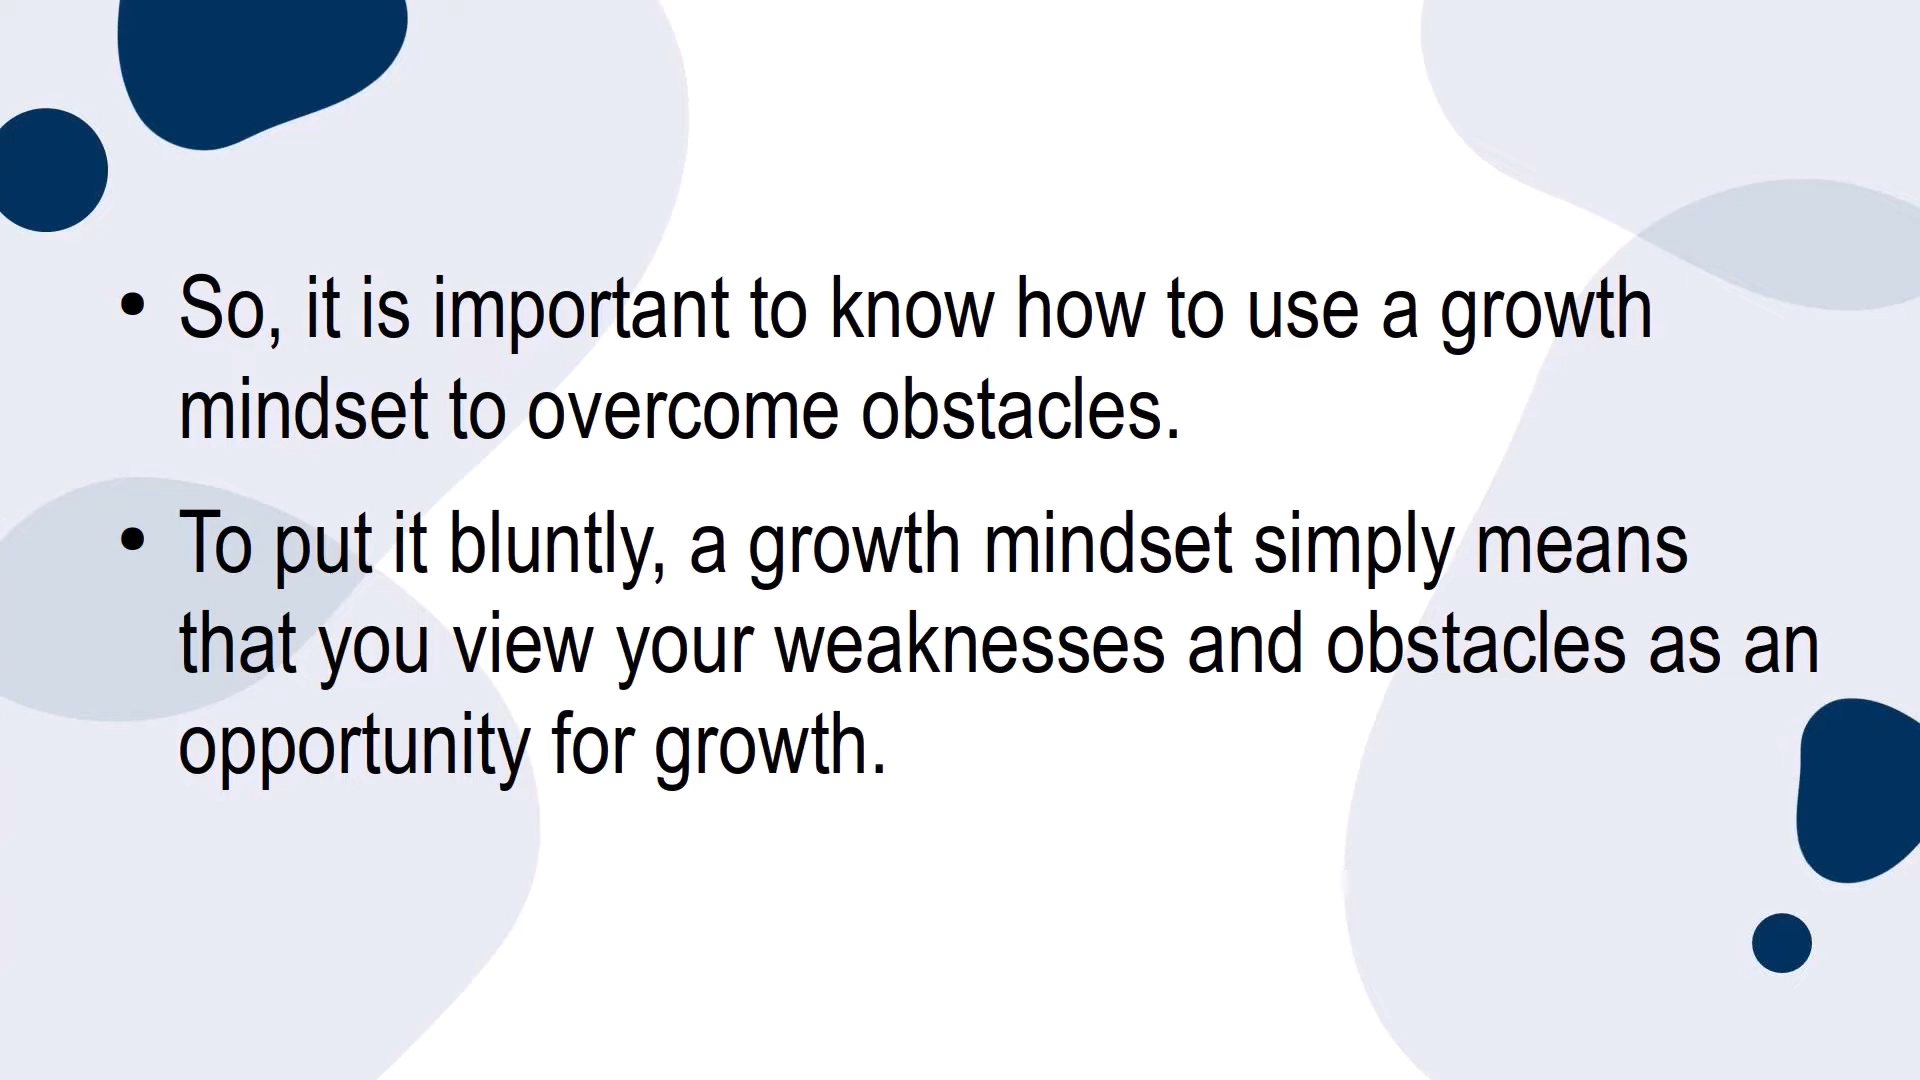 • So, it is important to know how to use a growth
mindset to overcome obstacles.
• To put it bluntly, a growth mindset simply means
that you view your weaknesses and obstacles as an
opportunity for growth.